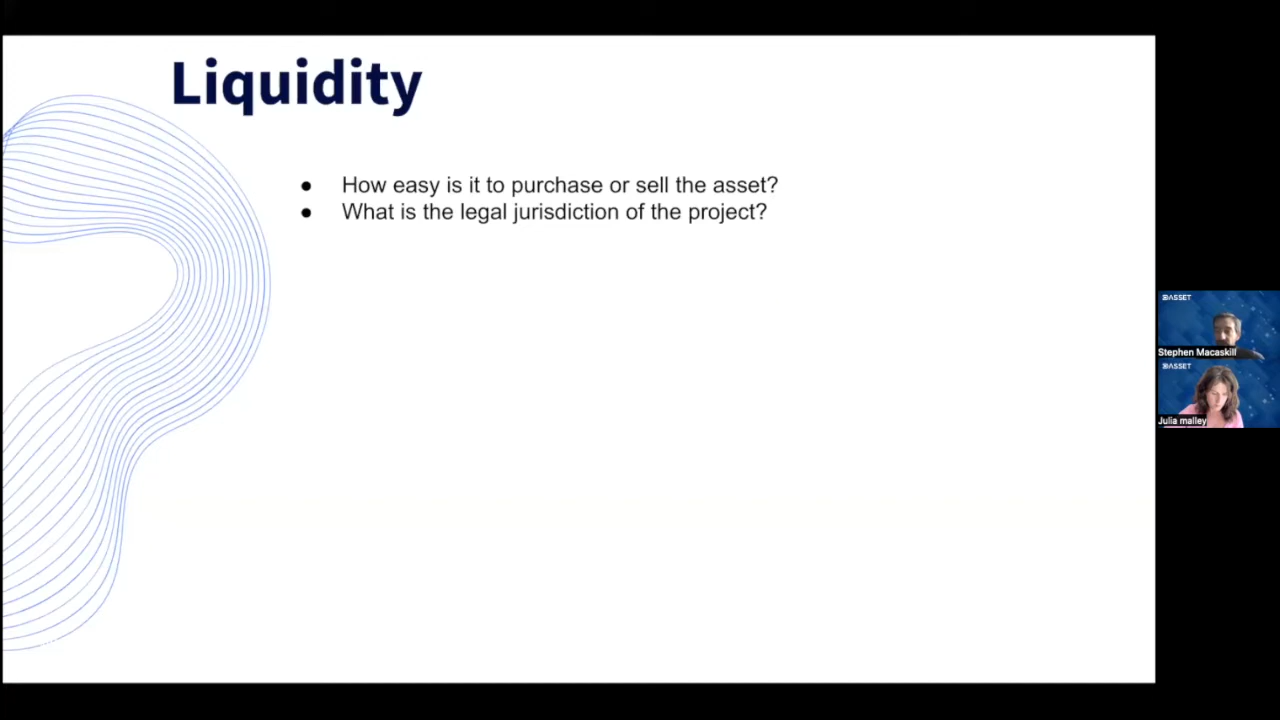 Liquidity
● How easy is it to purchase or sell the asset?
● What is the legal jurisdiction of the project?
ASSET
Stephen Macaskill
ASSET
Julia malley